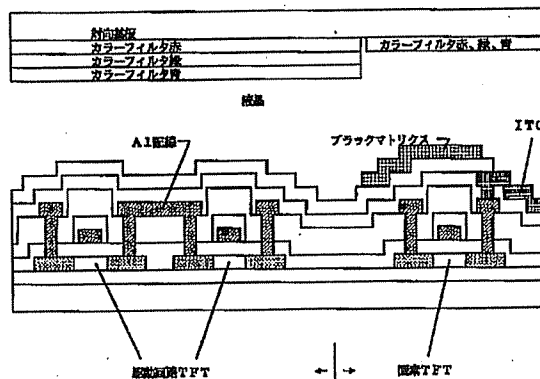 対向基板
カラーフィルタ赤
カラーフィルタ赤、緑、青
カラーフィルタ緑
カラーフィルタ青
液晶
Al配線
ブラックマトリクス
ITO
駆動回路TFT
画素TFT